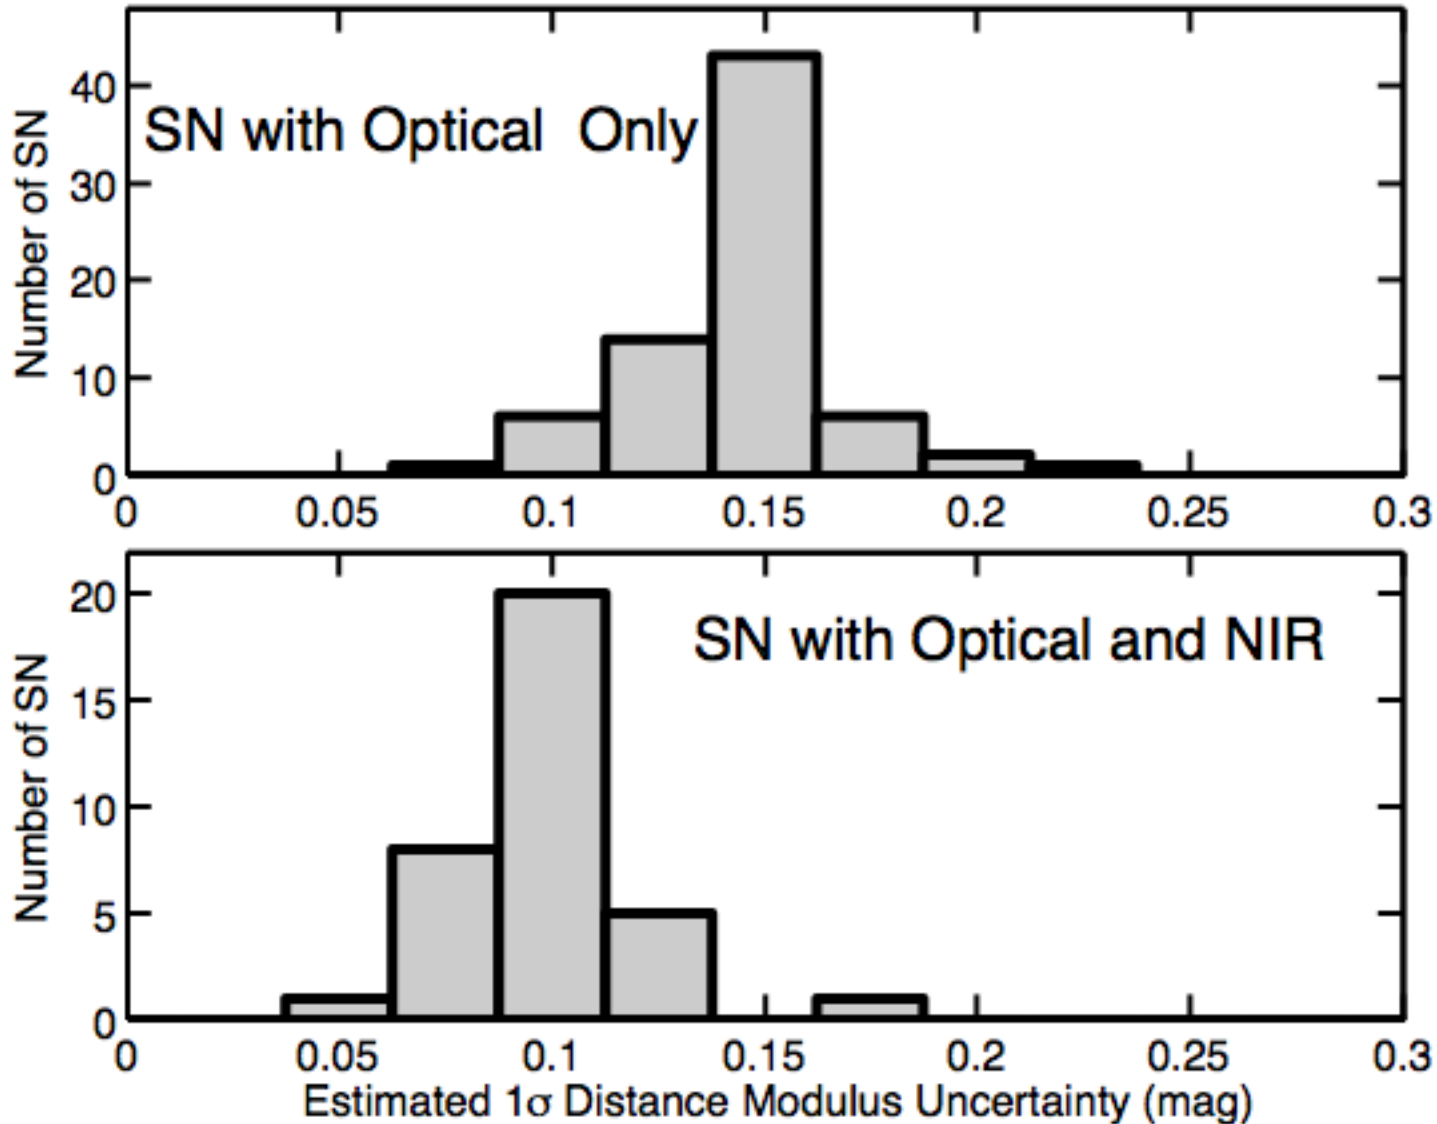 40
SN with Optical Only
30
20
10
0
Number of SN
0 0.05 0.1 0.15 0.2 0.25 0.3
20
SN with Optical and NIR
15
10
5
0
Number of SN
0 0.05 0.1 0.15 0.2 0.25 0.3
Estimated 1σ Distance Modulus Uncertainty (mag)